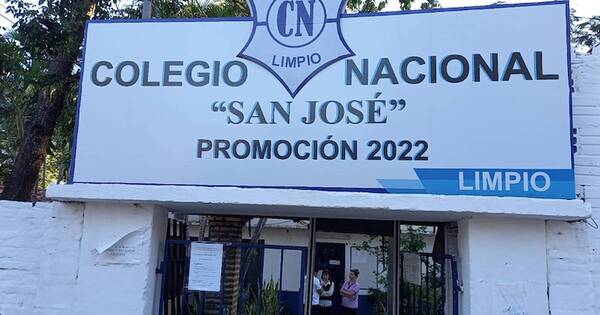 CN
LIMPIO
COLEGIO NACIONAL
“SAN JOSÉ”
PROMOCIÓN 2022
LIMPIO